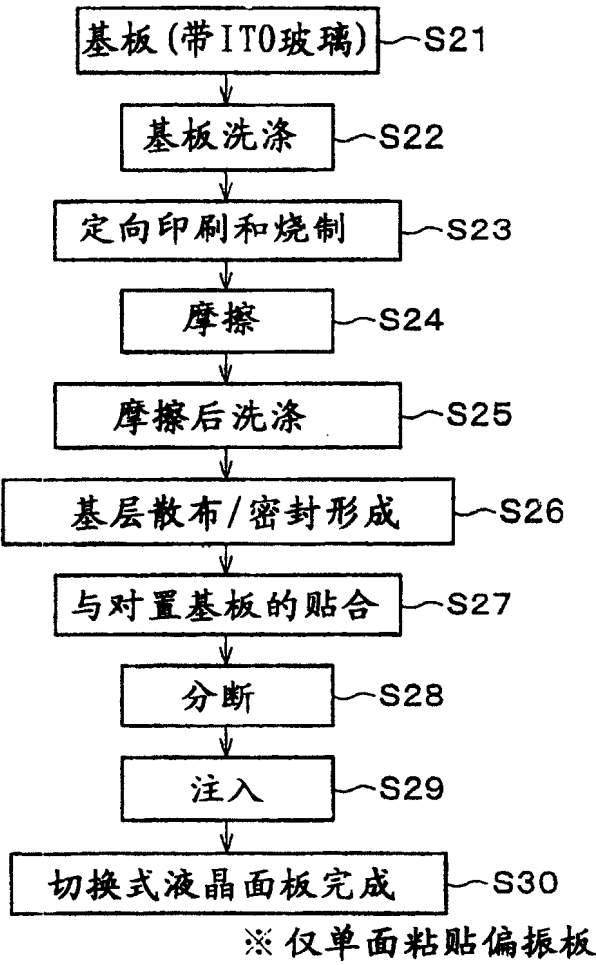 基板(带ITO玻璃) S21
基板洗涤 S22
定向印刷和烧制 S23
摩擦 S24
摩擦后洗涤 S25
基层散布/密封形成 S26
与对置基板的贴合 S27
分断 S28
注入 S29
切换式液晶面板完成 S30
※ 仅单面粘贴偏振板